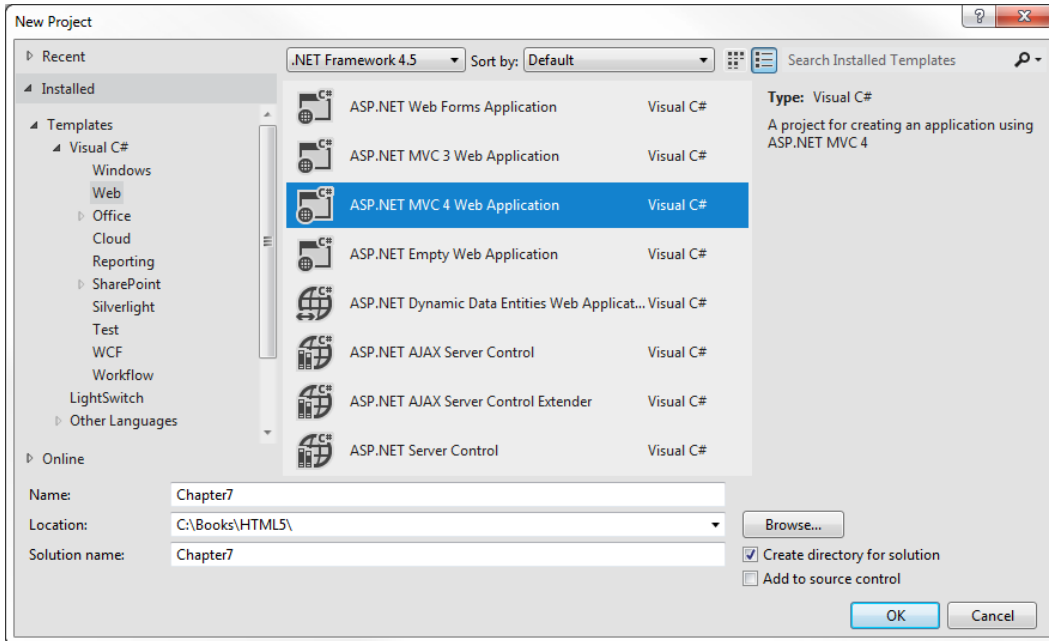 New Project
Recent
Installed
Templates
Visual C#
Windows
Web
Office
Cloud
Reporting
SharePoint
Silverlight
Test
WCF
Workflow
LightSwitch
Other Languages
Online
.NET Framework 4.5 Sort by: Default
ASP.NET Web Forms Application Visual C#
ASP.NET MVC 3 Web Application Visual C#
ASP.NET MVC 4 Web Application Visual C#
ASP.NET Empty Web Application Visual C#
ASP.NET Dynamic Data Entities Web Applicat... Visual C#
ASP.NET AJAX Server Control Visual C#
ASP.NET AJAX Server Control Extender Visual C#
ASP.NET Server Control Visual C#
Search Installed Templates
Type: Visual C#
A project for creating an application using
ASP.NET MVC 4
Name: Chapter7
Location: C:\Books\HTML5\ Browse...
Solution name: Chapter7
Create directory for solution
Add to source control
OK Cancel